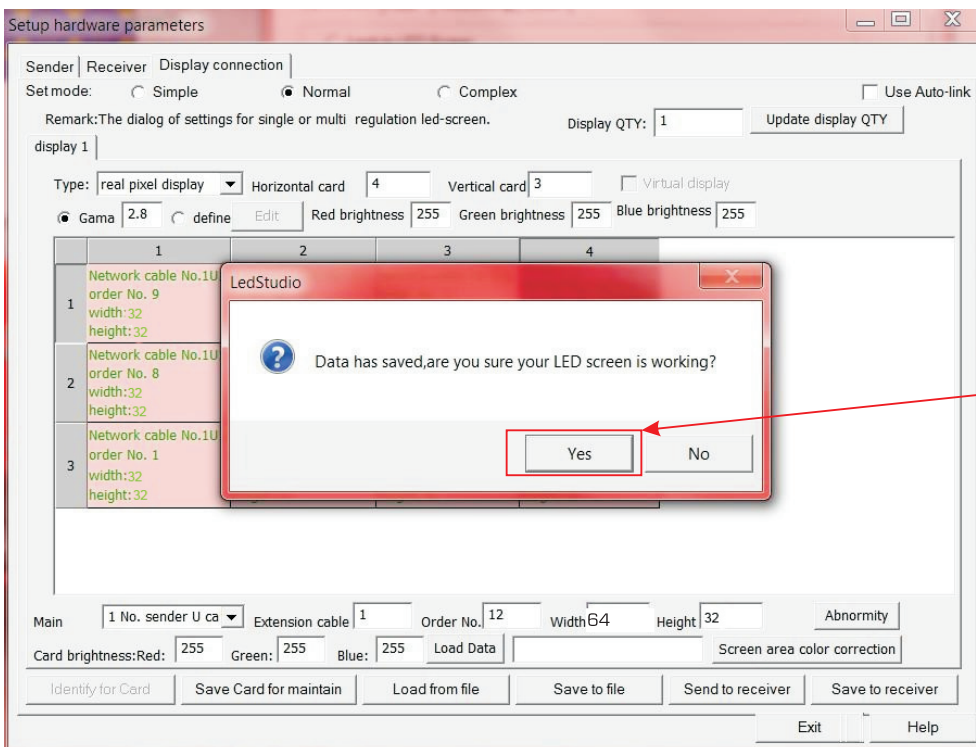 Setup hardware parameters
Sender Receiver Display connection
Set mode: Simple Normal Complex Use Auto-link
Remark:The dialog of settings for single or multi regulation led-screen. Display QTY: 1 Update display QTY
display 1
Type: real pixel display Horizontal card 4 Vertical card 3 Virtual display
Gama 2.8 define Edit Red brightness 255 Green brightness 255 Blue brightness 255
1 2 3 4
1
Network cable No.1U
order No. 9
width:32
height:32
2
Network cable No.1U
order No. 8
width:32
height:32
3
Network cable No.1U
order No. 1
width:32
height:32
LedStudio
Data has saved,are you sure your LED screen is working?
Yes No
Main 1 No. sender U ca Extension cable 1 Order No. 12 Width 64 Height 32 Abnormity
Card brightness:Red: 255 Green: 255 Blue: 255 Load Data Screen area color correction
Identify for Card Save Card for maintain Load from file Save to file Send to receiver Save to receiver
Exit Help